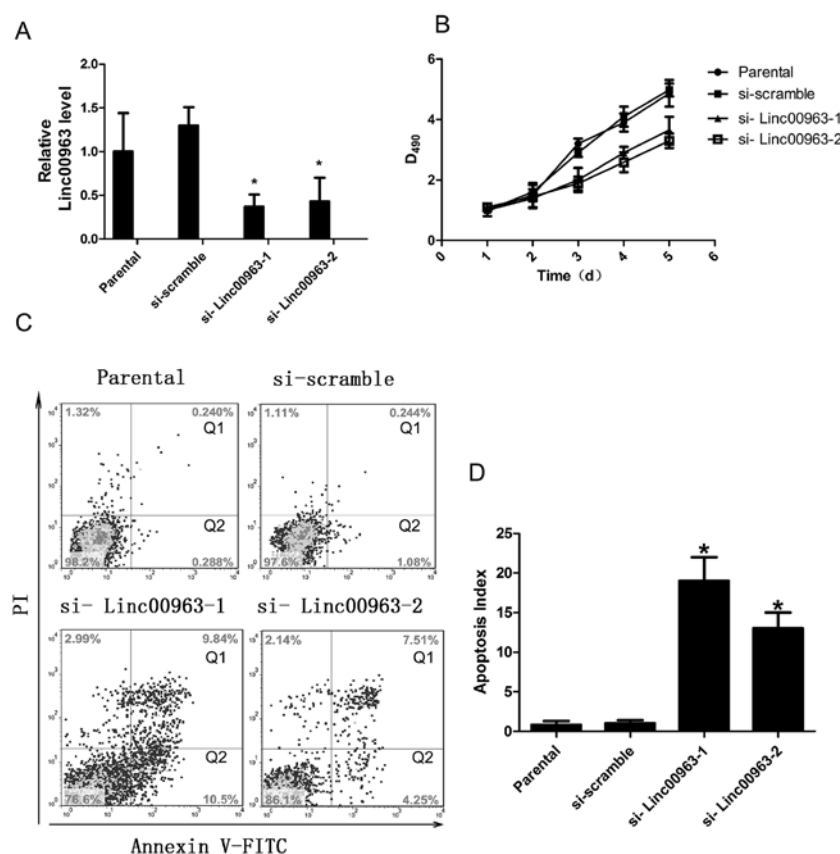 A
Relative
Linc00963 level
1.5
1.0
0.5
0.0
*
*
Parental
si-scramble
si- Linc00963-1
si- Linc00963-2
B
D490
6
4
2
0
0 1 2 3 4 5 6
Time (d)
Parental
si-scramble
si- Linc00963-1
si- Linc00963-2
C
Parental
si-scramble
1.32% 0.240%
Q1
Q2
98.2% 0.288%
1.11% 0.244%
Q1
Q2
97.6% 1.08%
si- Linc00963-1
si- Linc00963-2
2.99% 9.84%
Q1
Q2
76.6% 10.5%
2.14% 7.51%
Q1
Q2
86.1% 4.25%
PI
Annexin V-FITC
D
Apoptosis Index
25
20
15
10
5
0
*
*
Parental
si-scramble
si- Linc00963-1
si- Linc00963-2